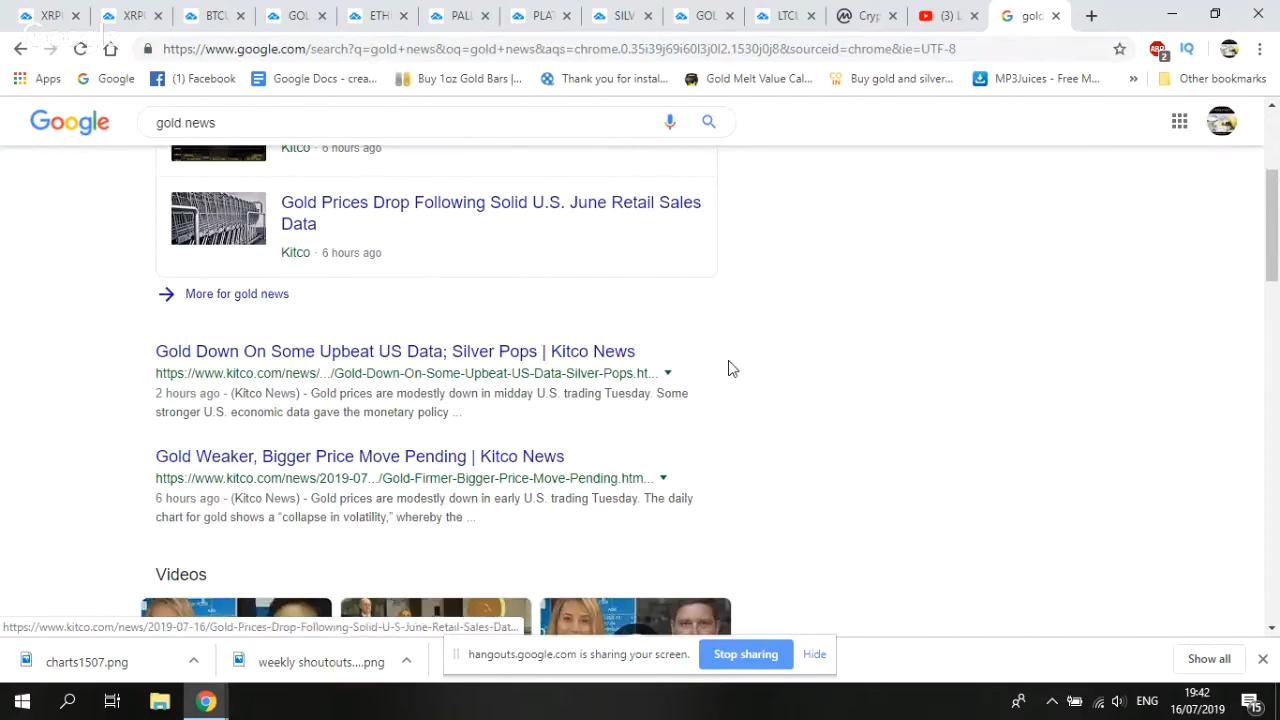 XRPI
XRPI
BTCU
GOL
ETH
PALL
PLAT
SILV
GOL
LTCU
Cryp
(3) L
gold
https://www.google.com/search?q=gold+news&oq=gold+news&aqs=chrome.0.35i39j69i60l3j0l2.1530j0j8&sourceid=chrome&ie=UTF-8
2
Apps
Google
(1) Facebook
Google Docs - crea...
Buy 1oz Gold Bars |...
Thank you for instal...
Gold Melt Value Cal...
Buy gold and silver...
MP3Juices - Free M...
»
Other bookmarks
Google
gold news
Kitco · 6 hours ago
Gold Prices Drop Following Solid U.S. June Retail Sales
Data
Kitco · 6 hours ago
More for gold news
Gold Down On Some Upbeat US Data; Silver Pops | Kitco News
https://www.kitco.com/news/.../Gold-Down-On-Some-Upbeat-US-Data-Silver-Pops.ht...
2 hours ago - (Kitco News) - Gold prices are modestly down in midday U.S. trading Tuesday. Some
stronger U.S. economic data gave the monetary policy ...
Gold Weaker, Bigger Price Move Pending | Kitco News
https://www.kitco.com/news/2019-07.../Gold-Firmer-Bigger-Price-Move-Pending.htm...
6 hours ago - (Kitco News) - Gold prices are modestly down in early U.S. trading Tuesday. The daily
chart for gold shows a “collapse in volatility,” whereby the ...
Videos
https://www.kitco.com/news/2019-07-16/Gold-Prices-Drop-Following-Solid-U-S-June-Retail-Sales-Dat...
charts1507.png
weekly shoutouts....png
hangouts.google.com is sharing your screen.
Stop sharing
Hide
Show all
ENG
19:42
16/07/2019
15